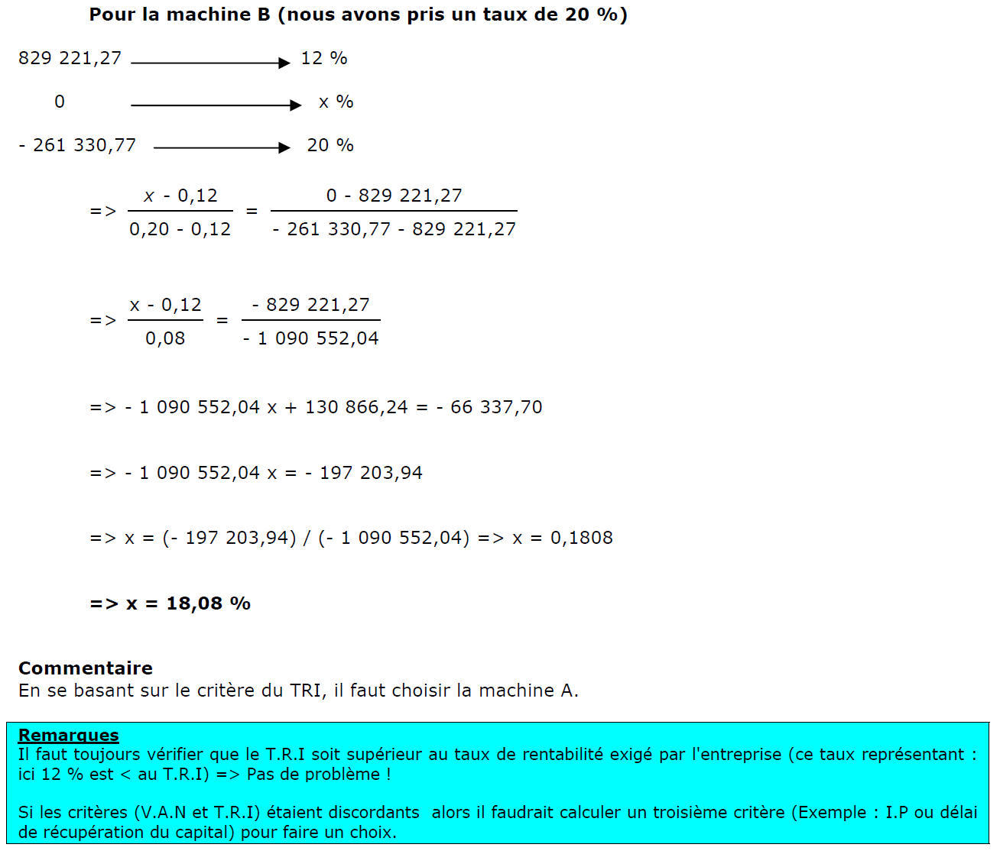 Pour la machine B (nous avons pris un taux de 20 %)
829 221,27 12 %
0 x %
- 261 330,77 20 %
x - 0,12 0 - 829 221,27
=> =
0,20 - 0,12 - 261 330,77 - 829 221,27
x - 0,12 - 829 221,27
=> =
0,08 - 1 090 552,04
=> - 1 090 552,04 x + 130 866,24 = - 66 337,70
=> - 1 090 552,04 x = - 197 203,94
=> x = (- 197 203,94) / (- 1 090 552,04) => x = 0,1808
=> x = 18,08 %
Commentaire
En se basant sur le critère du TRI, il faut choisir la machine A.
Remarques
Il faut toujours vérifier que le T.R.I soit supérieur au taux de rentabilité exigé par l'entreprise (ce taux représentant :
ici 12 % est < au T.R.I) => Pas de problème !
Si les critères (V.A.N et T.R.I) étaient discordants alors il faudrait calculer un troisième critère (Exemple : I.P ou délai
de récupération du capital) pour faire un choix.